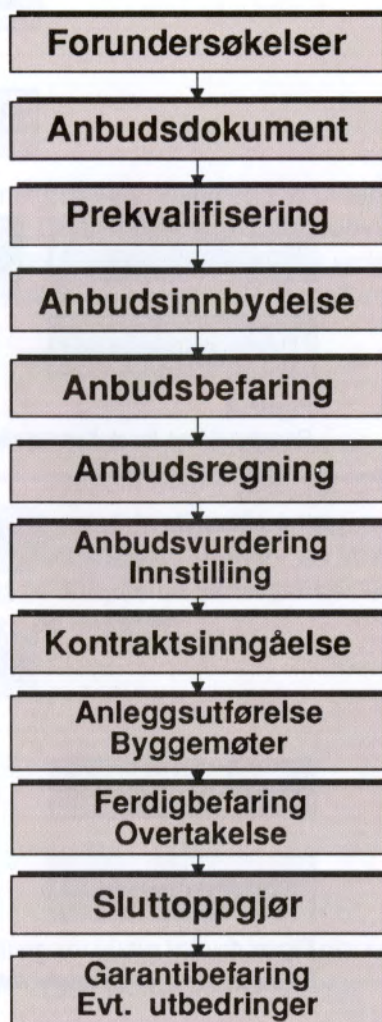 Forundersøkelser
Anbudsdokument
Prekvalifisering
Anbudsinnbydelse
Anbudsbefaring
Anbudsregning
Anbudsvurdering
Innstilling
Kontraktsinngåelse
Anleggsutførelse
Byggemøter
Ferdigbefaring
Overtakelse
Sluttoppgjør
Garantibefaring
Evt. utbedringer